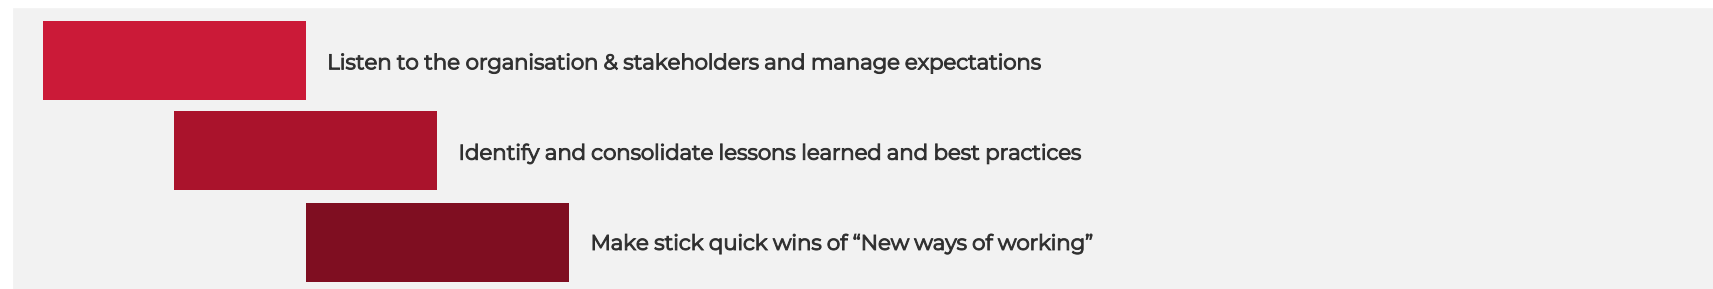 Listen to the organisation & stakeholders and manage expectations
Identify and consolidate lessons learned and best practices
Make stick quick wins of “New ways of working”